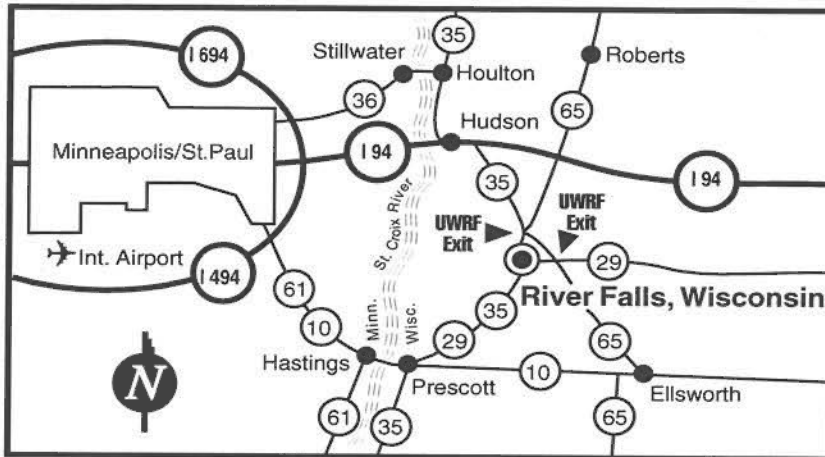 35
I 694
Stillwater
Roberts
Houlton
36
65
Hudson
Minneapolis/St.Paul
I 94
35
I 94
UWRF
Exit
UWRF
Exit
St. Croix River
Int. Airport
I 494
29
River Falls, Wisconsin
61
35
10
Minn.
Wisc.
29
65
Hastings
N
Prescott
10
Ellsworth
61
35
65